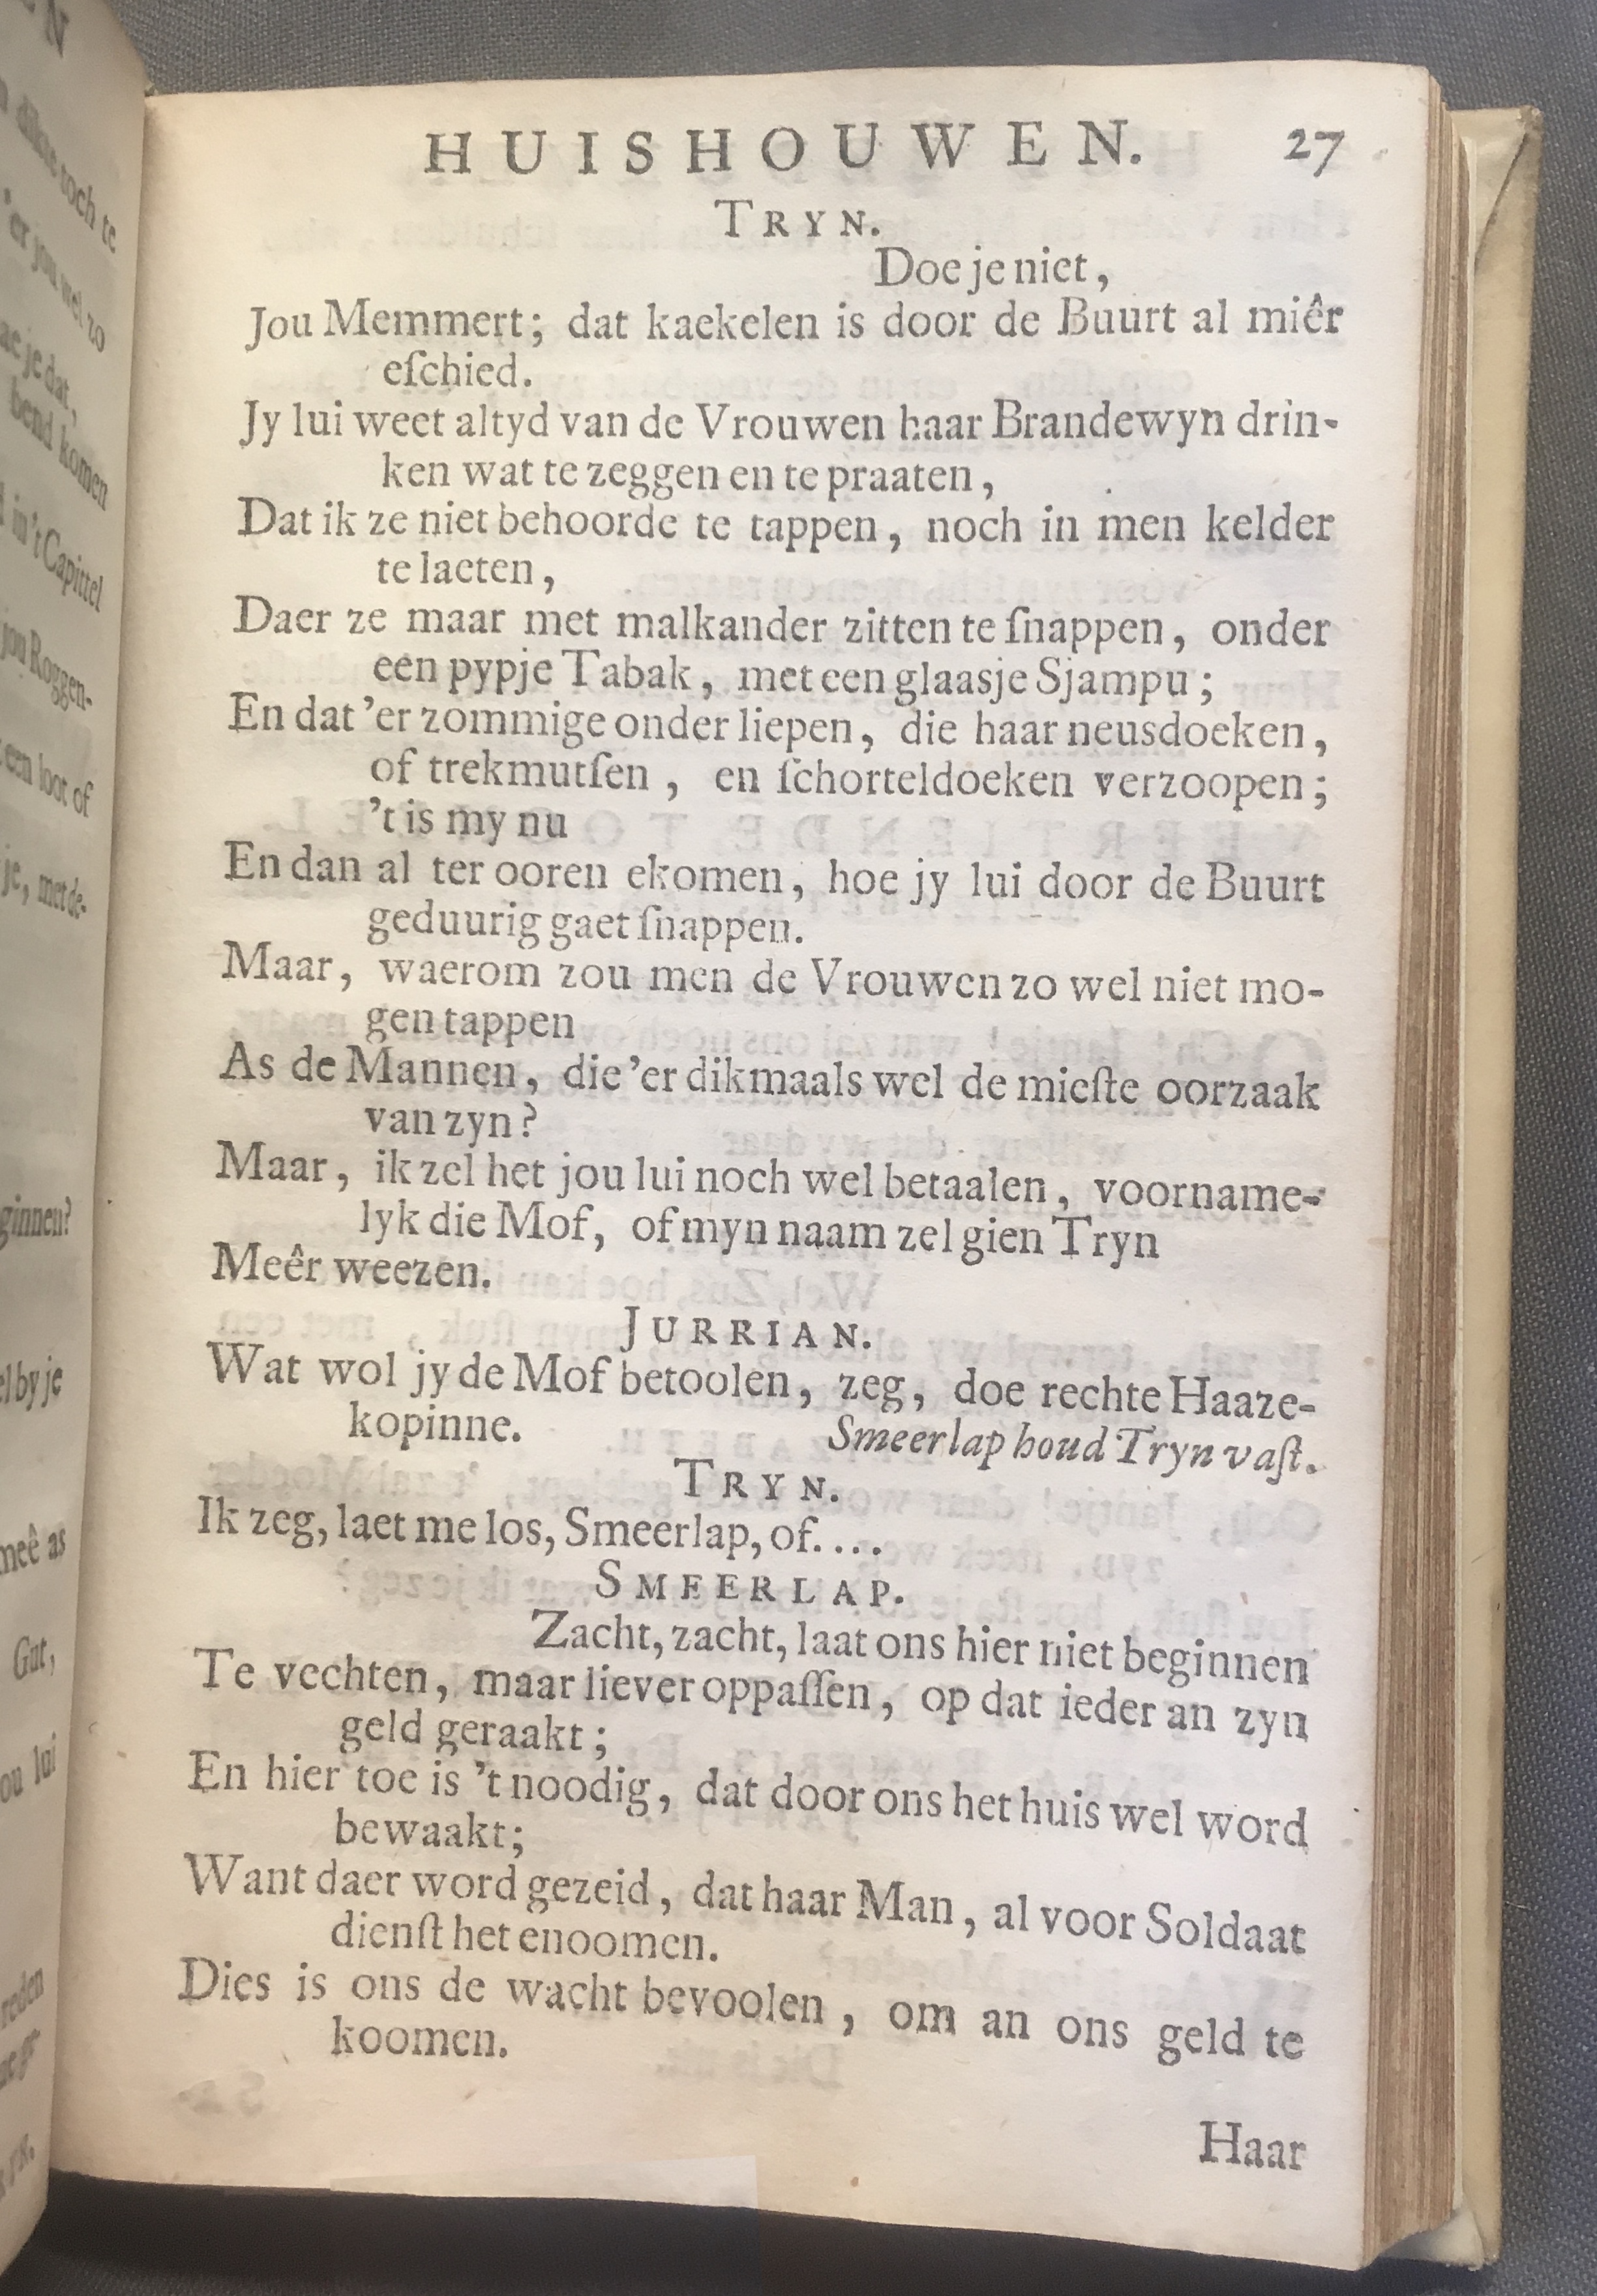 HUISHOUWEN. 27
TRYN.
Doe je niet,
Jou Memmert; dat kaekelen is door de Buurt al miêr
eſchied.
Jy lui weet altyd van de Vrouwen haar Brandewyn drin-
ken wat te zeggen en te praaten,
Dat ik ze niet behoorde te tappen, noch in men kelder
te laeten,
Daer ze maar met malkander zitten te ſnappen, onder
een pypje Tabak, met een glaasje Sjampu;
En dat 'er zommige onder liepen, die haar neusdoeken,
of trekmutſen, en ſchorteldoeken verzoopen;
't is my nu
En dan al ter ooren ekomen, hoe jy lui door de Buurt
geduurig gaet ſnappen.
Maar, waerom zou men de Vrouwen zo wel niet mo-
gen tappen
As de Mannen, die 'er dikmaals wel de mieſte oorzaak
van zyn?
Maar, ik zel het jou lui noch wel betaalen, voorname-
lyk die Mof, of myn naam zel gien Tryn
Meêr weezen.
JURRIAN.
Wat wol jy de Mof betoolen, zeg, doe rechte Haaze-
kopinne. Smeerlap houd Tryn vaſt.
TRYN.
Ik zeg, laet me los, Smeerlap, of....
SMEERLAP.
Zacht, zacht, laat ons hier niet beginnen
Te vechten, maar liever oppaſſen, op dat ieder an zyn
geld geraakt;
En hier toe is 't noodig, dat door ons het huis wel word
bewaakt;
Want daer word gezeid, dat haar Man, al voor Soldaat
dienſt het enoomen.
Dies is ons de wacht bevoolen, om an ons geld te
koomen.
Haar